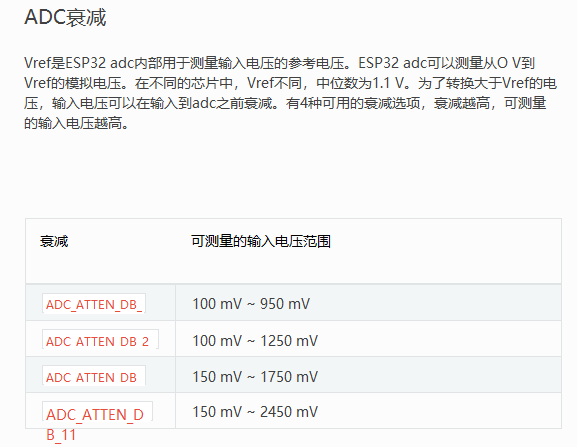 ADC衰减
Vref是ESP32 adc内部用于测量输入电压的参考电压。ESP32 adc可以测量从O V到
Vref的模拟电压。在不同的芯片中，Vref不同，中位数为1.1 V。为了转换大于Vref的电
压，输入电压可以在输入到adc之前衰减。有4种可用的衰减选项，衰减越高，可测量
的输入电压越高。
衰减 可测量的输入电压范围
ADC_ATTEN_DB_ 100 mV ~ 950 mV
ADC ATTEN DB 2 100 mV ~ 1250 mV
ADC ATTEN DB 150 mV ~ 1750 mV
ADC_ATTEN_D 150 mV ~ 2450 mV
B_11